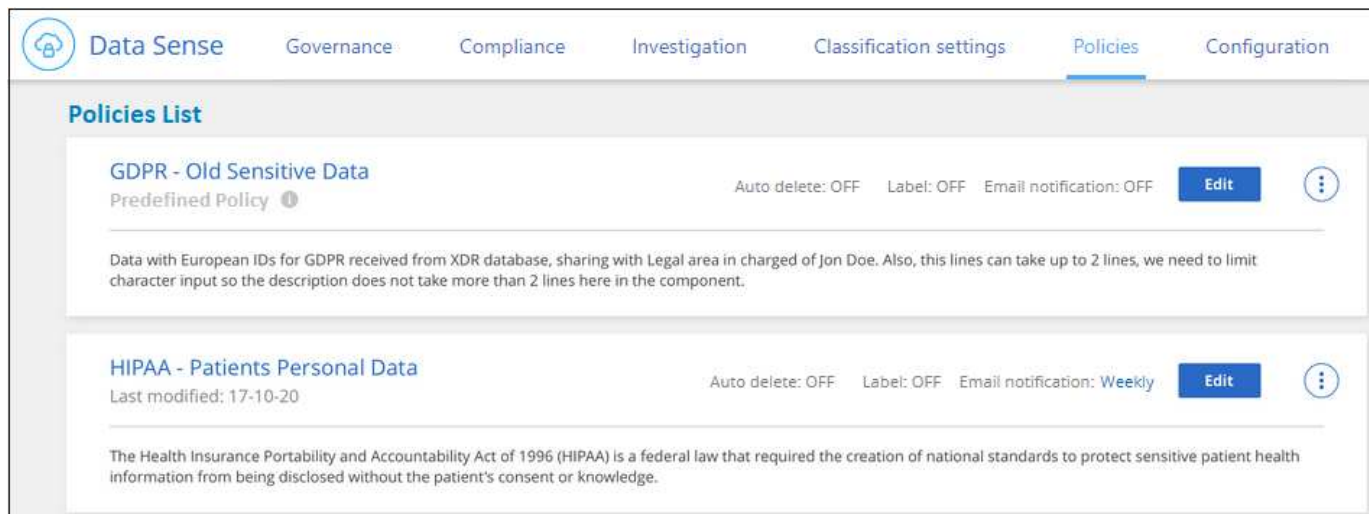 Data Sense Governance Compliance Investigation Classification settings Policies Configuration
Policies List
GDPR - Old Sensitive Data
Predefined Policy
Auto delete: OFF Label: OFF Email notification: OFF Edit
Data with European IDs for GDPR received from XDR database, sharing with Legal area in charged of Jon Doe. Also, this lines can take up to 2 lines, we need to limit
character input so the description does not take more than 2 lines here in the component.
HIPAA - Patients Personal Data
Last modified: 17-10-20
Auto delete: OFF Label: OFF Email notification: Weekly Edit
The Health Insurance Portability and Accountability Act of 1996 (HIPAA) is a federal law that required the creation of national standards to protect sensitive patient health
information from being disclosed without the patient's consent or knowledge.